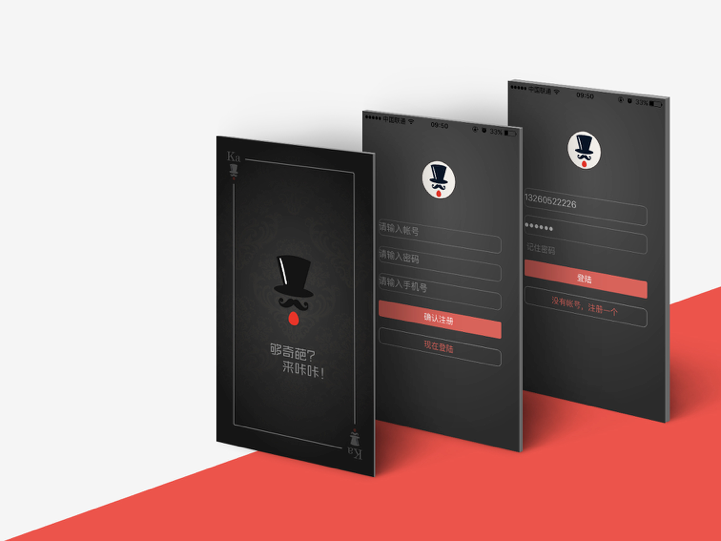 Ka
够奇葩?
来咔咔!
Ka
中国联通 09:50 33%
请输入帐号
请输入密码
请输入手机号
确认注册
现在登陆
中国联通 09:50 33%
13260522226
●●●●●●
记住密码
登陆
没有帐号，注册一个